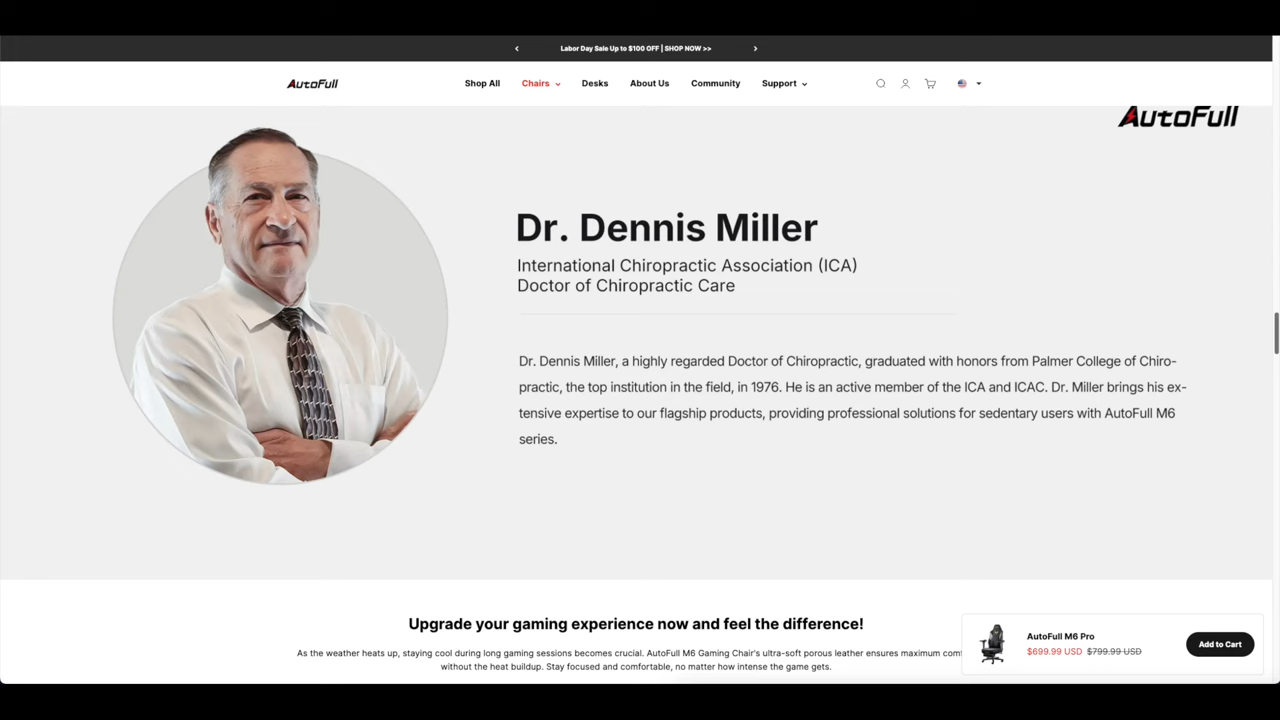 Labor Day Sale Up to $100 OFF | SHOP NOW >>
AutoFull
Shop All
Chairs
Desks
About Us
Community
Support
AutoFull
Dr. Dennis Miller
International Chiropractic Association (ICA)
Doctor of Chiropractic Care
Dr. Dennis Miller, a highly regarded Doctor of Chiropractic, graduated with honors from Palmer College of Chiro-
practic, the top institution in the field, in 1976. He is an active member of the ICA and ICAC. Dr. Miller brings his ex-
tensive expertise to our flagship products, providing professional solutions for sedentary users with AutoFull M6
series.
Upgrade your gaming experience now and feel the difference!
As the weather heats up, staying cool during long gaming sessions becomes crucial. AutoFull M6 Gaming Chair's ultra-soft porous leather ensures maximum
without the heat buildup. Stay focused and comfortable, no matter how intense the game gets.
AutoFull M6 Pro
$699.99 USD $799.99 USD
Add to Cart